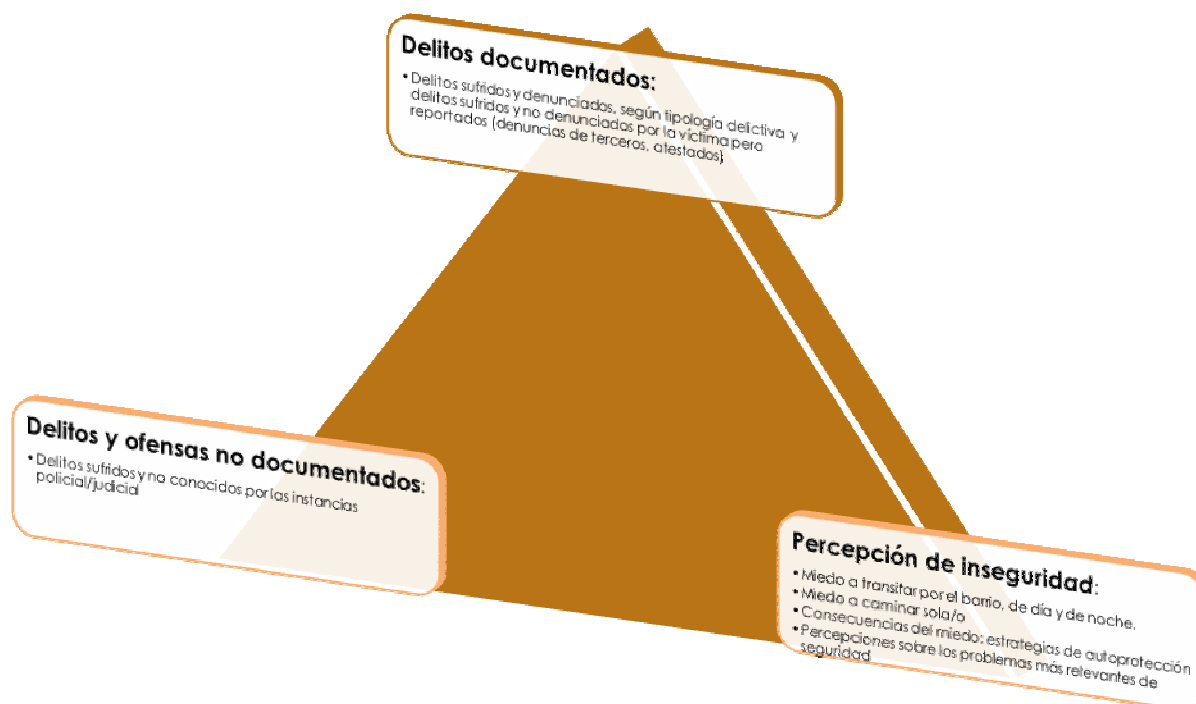 Delitos documentados:
• Delitos sufridos y denunciados, según tipología delictiva y
delitos sufridos y no denunciados por la víctima pero
reportados (denuncias de terceros, atestados)
Delitos y ofensas no documentados:
• Delitos sufridos y no conocidos por las instancias
policial/judicial
Percepción de inseguridad:
• Miedo a transitar por el barrio, de día y de noche.
• Miedo a caminar sola/o
• Consecuencias del miedo: estrategias de autoprotección
• Percepciones sobre los problemas más relevantes de
seguridad